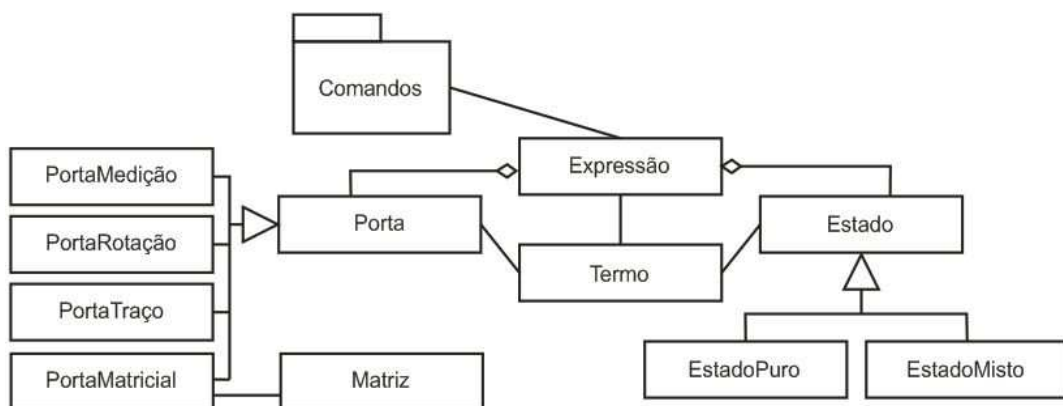 Comandos
Expressão
PortaMedição
PortaRotação
Porta
Estado
Termo
PortaTraço
PortaMatricial
Matriz
EstadoPuro
EstadoMisto